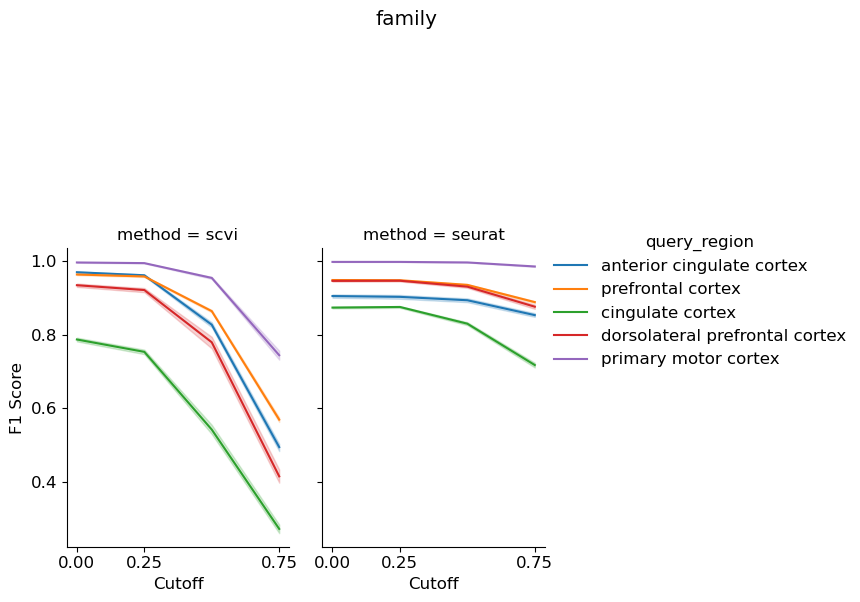 family
method = scvi
method = seurat
query_region
anterior cingulate cortex
prefrontal cortex
cingulate cortex
dorsolateral prefrontal cortex
primary motor cortex
F1 Score
1.0
0.8
0.6
0.4
0.00 0.25 0.75
0.00 0.25 0.75
Cutoff
Cutoff